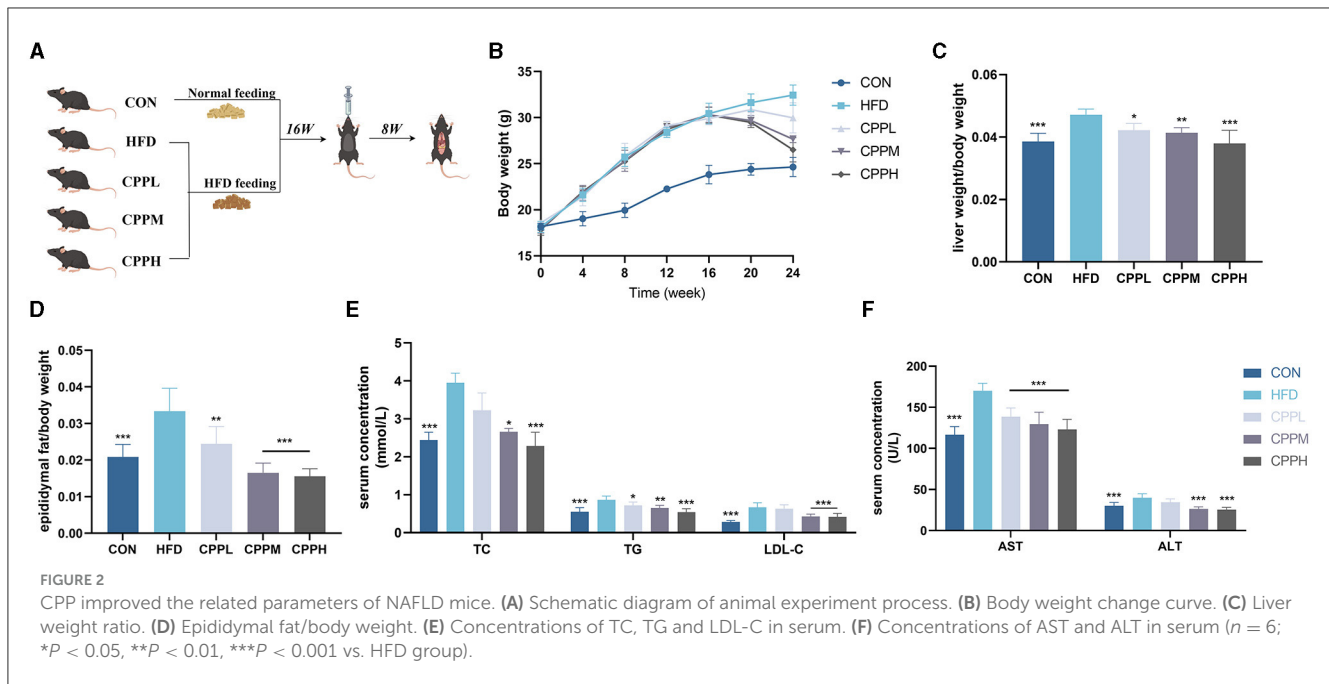 A
CON
HFD
CPPL
CPPM
CPPH
Normal feeding
HFD feeding
16W
8W
B
Body weight (g)
35
30
25
20
15
0 4 8 12 16 20 24
Time (week)
CON
HFD
CPPL
CPPM
CPPH
C
liver weight/body weight
0.06
0.04
0.02
0.00
*** * ** ***
CON HFD CPPL CPPM CPPH
D
epididymal fat/body weight
0.05
0.04
0.03
0.02
0.01
0.00
*** ** ***
CON HFD CPPL CPPM CPPH
E
serum concentration
(mmol/L)
5
4
3
2
1
0
*** * *** *** * ** *** *** ***
TC TG LDL-C
F
serum concentration
(U/L)
200
150
100
50
0
*** *** *** *** ***
AST ALT
CON
HFD
CPPL
CPPM
CPPH
FIGURE 2
CPP improved the related parameters of NAFLD mice. (A) Schematic diagram of animal experiment process. (B) Body weight change curve. (C) Liver
weight ratio. (D) Epididymal fat/body weight. (E) Concentrations of TC, TG and LDL-C in serum. (F) Concentrations of AST and ALT in serum (n = 6;
*P < 0.05, **P < 0.01, ***P < 0.001 vs. HFD group).